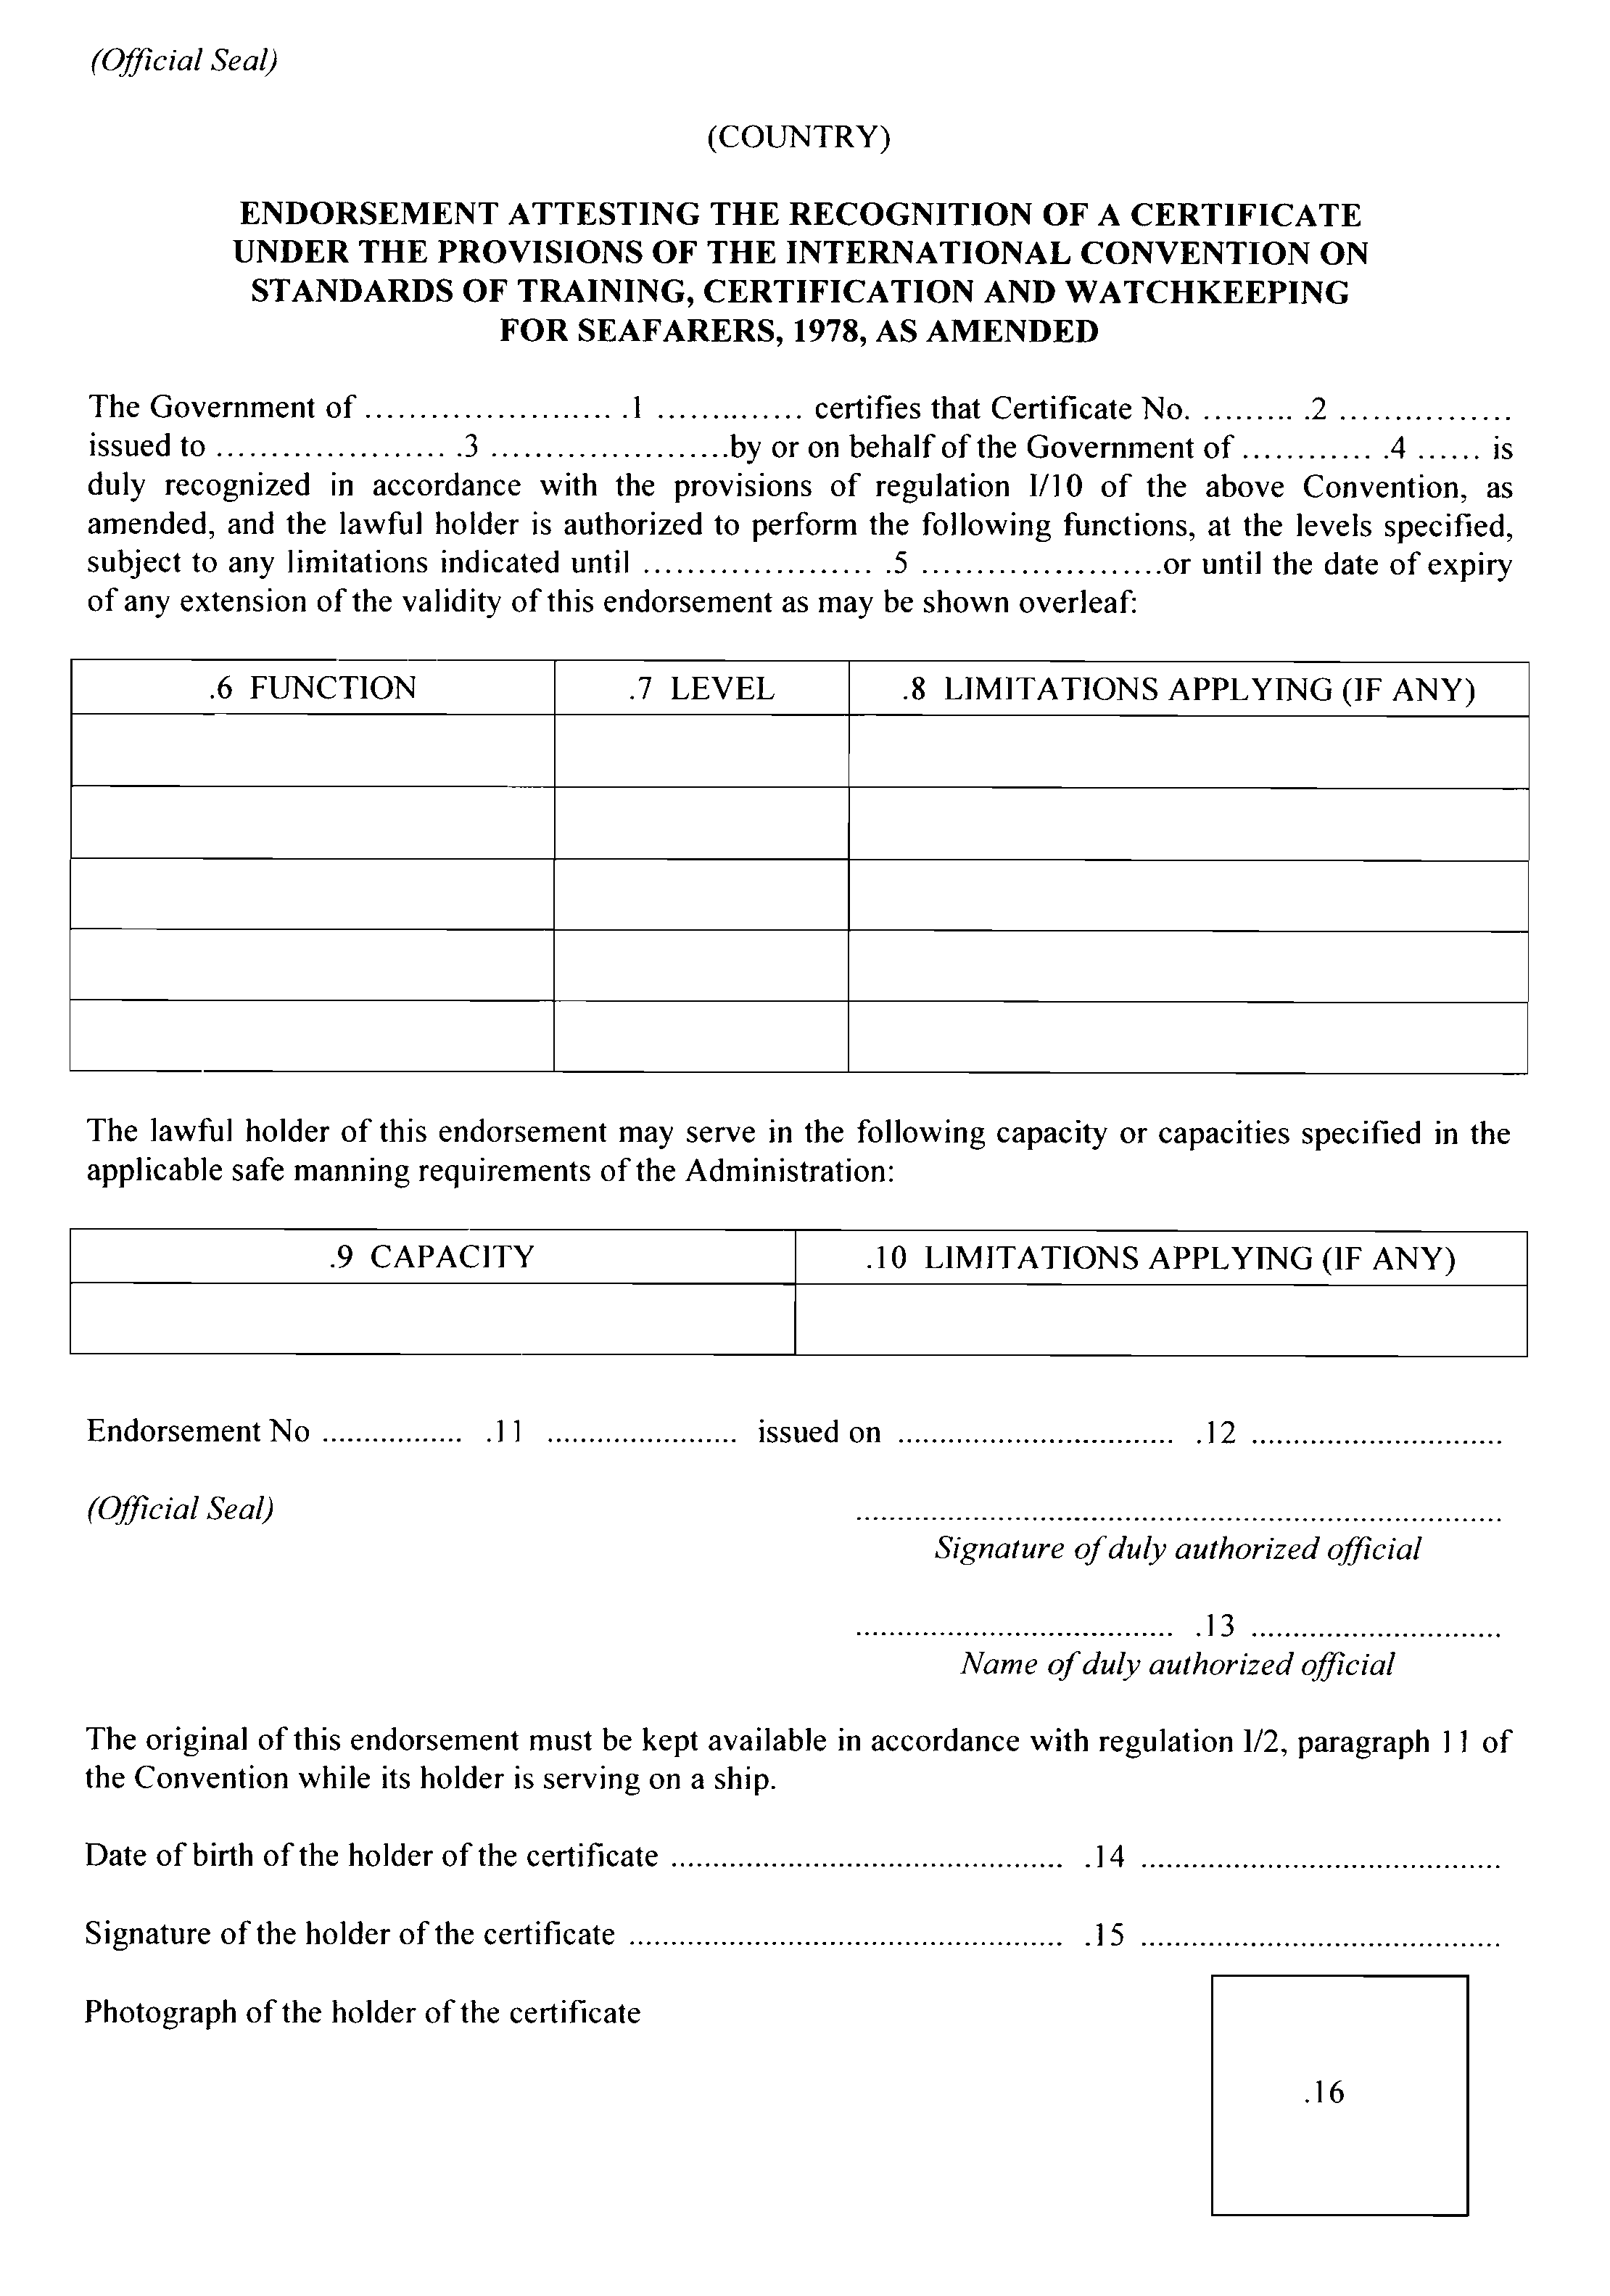 (Official Seal)
(COUNTRY)
ENDORSEMENT ATTESTING THE RECOGNITION OF A CERTIFICATE
UNDER THE PROVISIONS OF THE INTERNATIONAL CONVENTION ON
STANDARDS OF TRAINING, CERTIFICATION AND WATCHKEEPING
FOR SEAFARERS, 1978, AS AMENDED
The Government of ........................ .1 .............. certifies that Certificate No. ......... .2 ................
issued to ...................... .3 .......................by or on behalf of the Government of ............. .4 ...... is
duly recognized in accordance with the provisions of regulation I/10 of the above Convention, as
amended, and the lawful holder is authorized to perform the following functions, at the levels specified,
subject to any limitations indicated until ...................... .5 .......................or until the date of expiry
of any extension of the validity of this endorsement as may be shown overleaf:
.6 FUNCTION .7 LEVEL .8 LIMITATIONS APPLYING (IF ANY)
The lawful holder of this endorsement may serve in the following capacity or capacities specified in the
applicable safe manning requirements of the Administration:
.9 CAPACITY .10 LIMITATIONS APPLYING (IF ANY)
Endorsement No ................. .11 ....................... issued on ................................. .12 ..............................
(Official Seal) ..............................................................................
Signature of duly authorized official
...................................... .13 ..............................
Name of duly authorized official
The original of this endorsement must be kept available in accordance with regulation I/2, paragraph 11 of
the Convention while its holder is serving on a ship.
Date of birth of the holder of the certificate ............................................... .14 ...........................................
Signature of the holder of the certificate .................................................... .15 ...........................................
Photograph of the holder of the certificate
.16